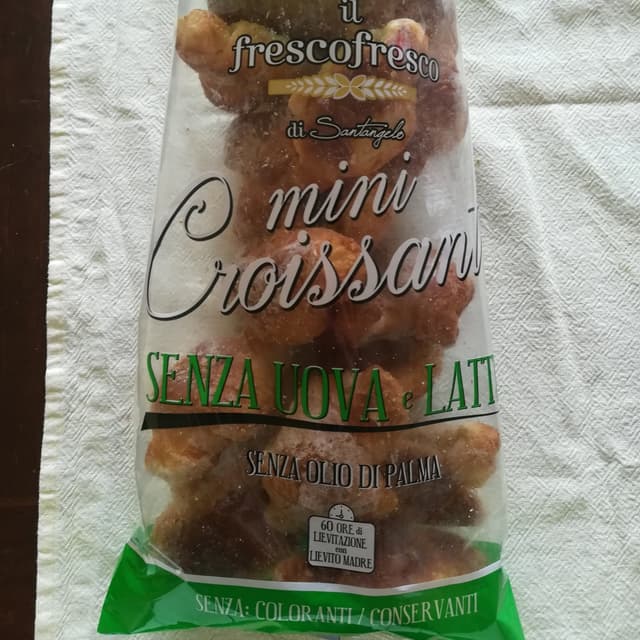 il
frescofresco
di Santangelo
mini
Croissant
SENZA UOVA e LATT
SENZA OLIO DI PALMA
60 ORE di
LIEVITAZIONE
con
LIEVITO MADRE
SENZA: COLORANTI / CONSERVANTI